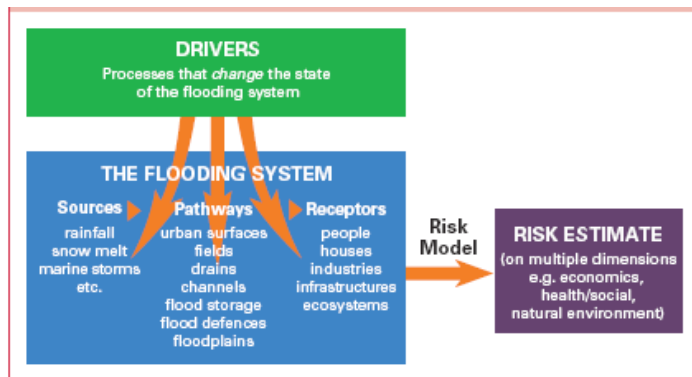 DRIVERS
Processes that change the state
of the flooding system
THE FLOODING SYSTEM
Sources
rainfall
snow melt
marine storms
etc.
Pathways
urban surfaces
fields
drains
channels
flood storage
flood defences
floodplains
Receptors
people
houses
industries
infrastructures
ecosystems
Risk
Model
RISK ESTIMATE
(on multiple dimensions
e.g. economics,
health/social,
natural environment)